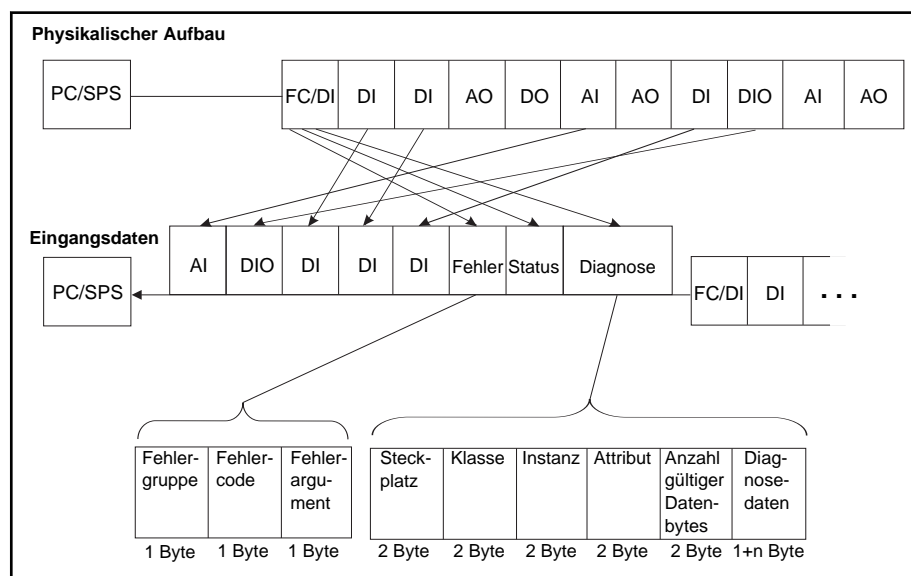 Physikalischer Aufbau
PC/SPS
FC/DI DI DI AO DO AI AO DI DIO AI AO
Eingangsdaten
AI DIO DI DI DI Fehler Status Diagnose
PC/SPS
FC/DI DI . . .
Fehler-
gruppe
Fehler-
code
Fehler-
argu-
ment
Steck-
platz
Klasse
Instanz
Attribut
Anzahl
gültiger
Daten-
bytes
Diag-
nose-
daten
1 Byte 1 Byte 1 Byte
2 Byte 2 Byte 2 Byte 2 Byte 2 Byte 1+n Byte